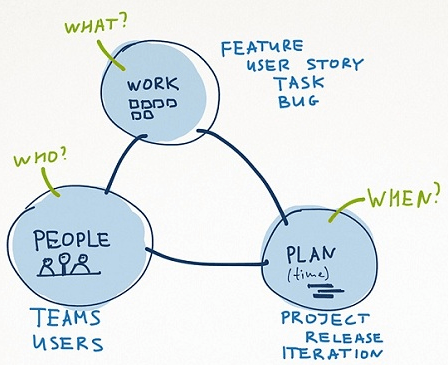 WHAT?
WORK
FEATURE
USER STORY
TASK
BUG
WHO?
PEOPLE
TEAMS
USERS
WHEN?
PLAN
(time)
PROJECT
RELEASE
ITERATION